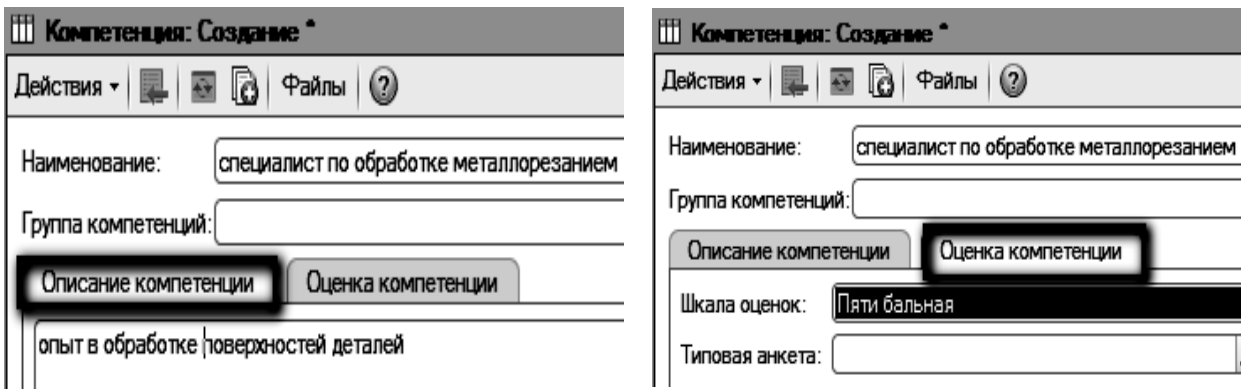 Компетенция: Создание *
Действия Файлы
Наименование: специалист по обработке металлорезанием
Группа компетенций:
Описание компетенции Оценка компетенции
опыт в обработке поверхностей деталей
Компетенция: Создание *
Действия Файлы
Наименование: специалист по обработке металлорезанием
Группа компетенций:
Описание компетенции Оценка компетенции
Шкала оценок: Пяти бальная
Типовая анкета: